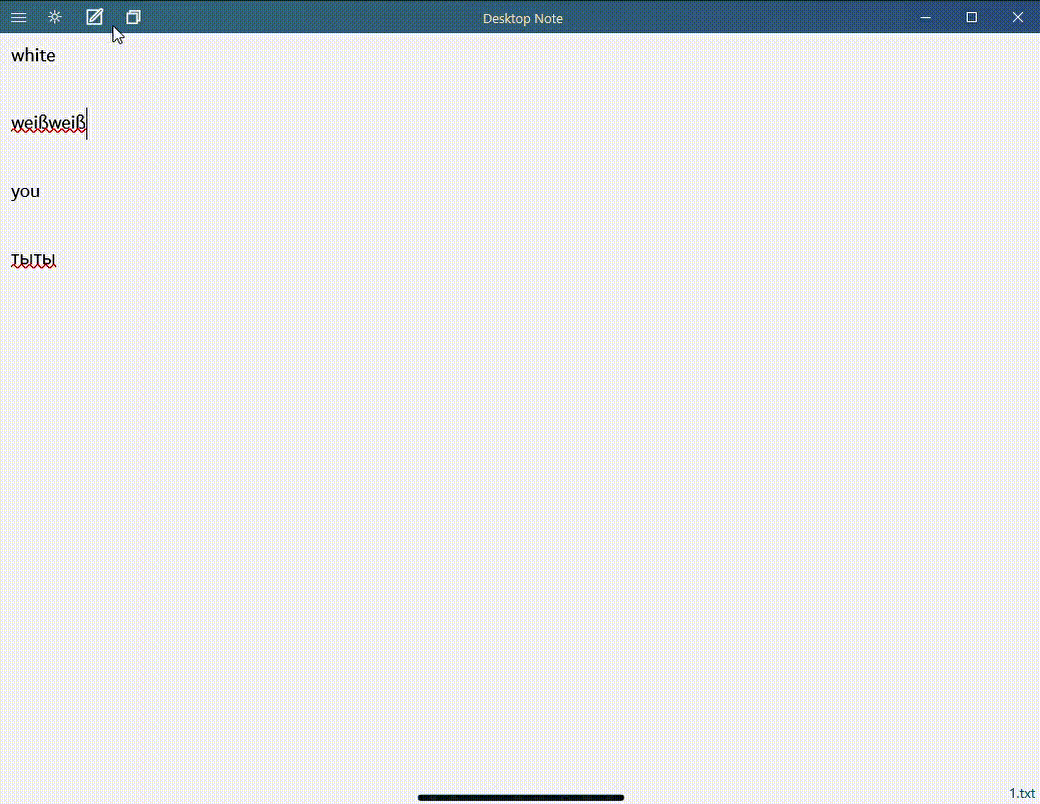 Desktop Note
white
weißweiß
you
тыты
1.txt